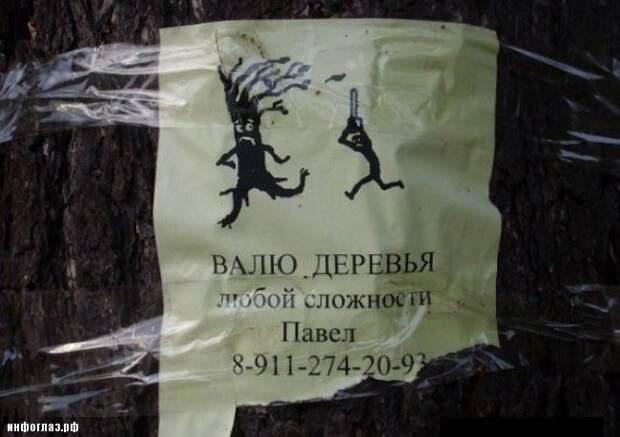 ВАЛЮ ДЕРЕВЬЯ
любой сложности
Павел
8-911-274-20-93
инфоглаз.рф